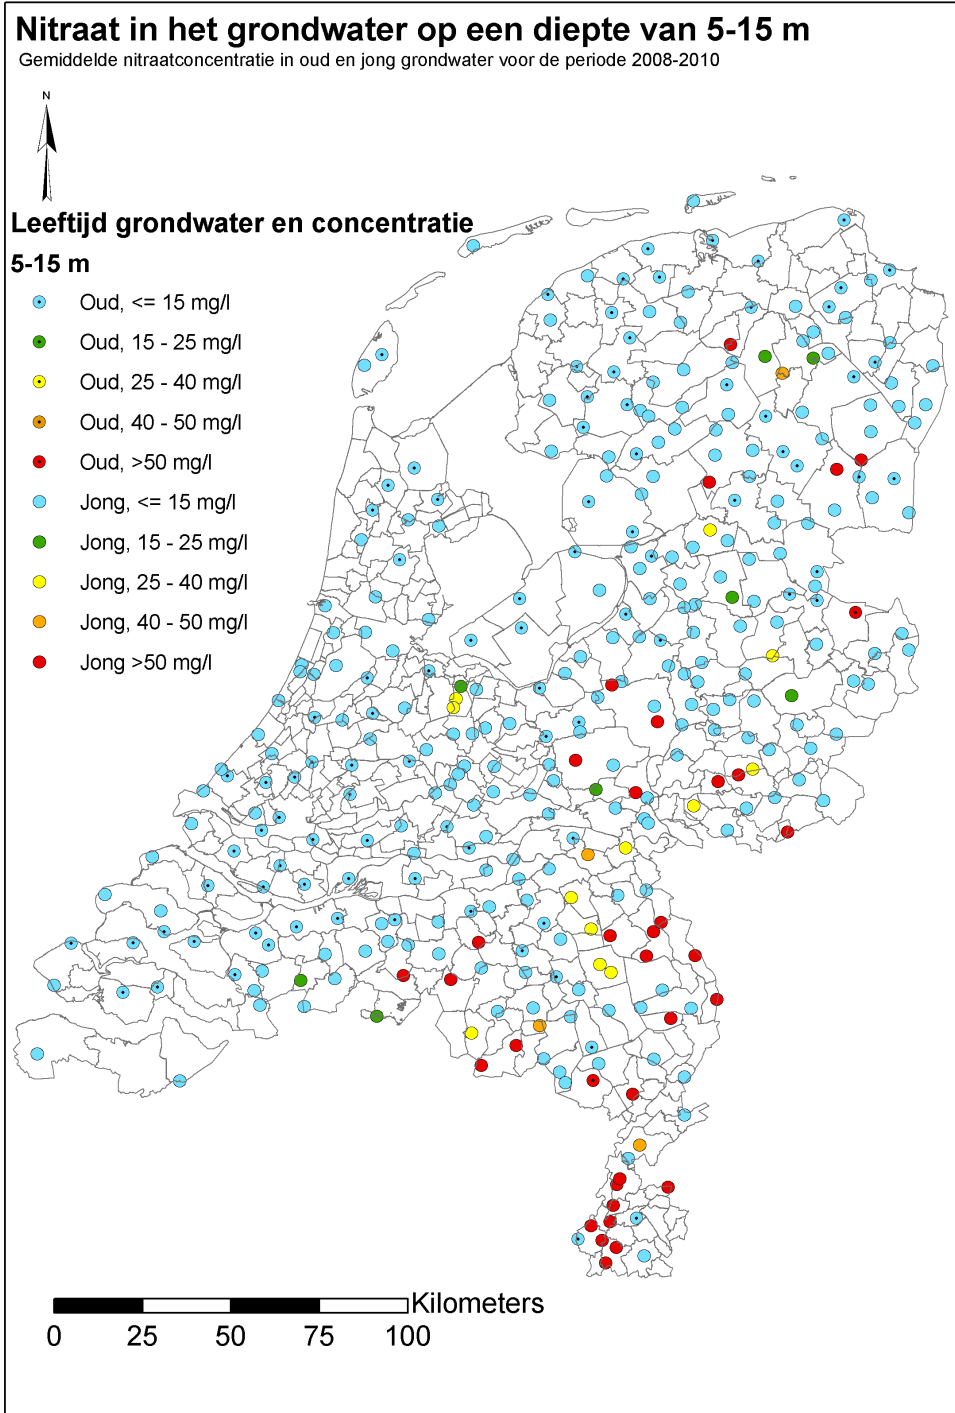 Nitraat in het grondwater op een diepte van 5-15 m
Gemiddelde nitraatconcentratie in oud en jong grondwater voor de periode 2008-2010
N
Leeftijd grondwater en concentratie
5-15 m
Oud, <= 15 mg/l
Oud, 15 - 25 mg/l
Oud, 25 - 40 mg/l
Oud, 40 - 50 mg/l
Oud, >50 mg/l
Jong, <= 15 mg/l
Jong, 15 - 25 mg/l
Jong, 25 - 40 mg/l
Jong, 40 - 50 mg/l
Jong >50 mg/l
Kilometers
0 25 50 75 100